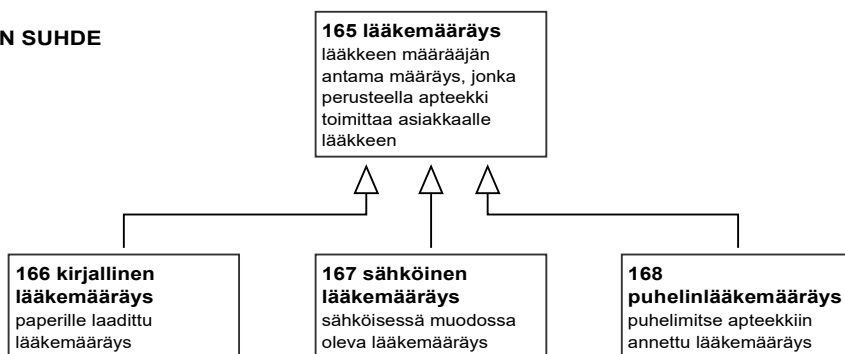 N SUHDE
165 lääkemääräys
lääkkeen määrääjän
antama määräys, jonka
perusteella apteekki
toimittaa asiakkaalle
lääkkeen
166 kirjallinen
lääkemääräys
paperille laadittu
lääkemääräys
167 sähköinen
lääkemääräys
sähköisessä muodossa
oleva lääkemääräys
168
puhelinlääkemääräys
puhelimitse apteekkiin
annettu lääkemääräys